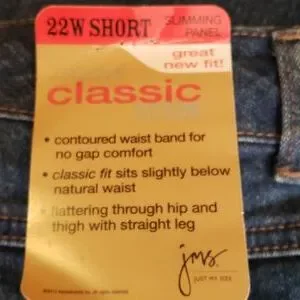 22W SHORT
SLIMMING
PANEL
great
new fit!
classic
• contoured waist band for
no gap comfort
• classic fit sits slightly below
natural waist
• flattering through hip and
thigh with straight leg
jms.
JUST MY SIZE